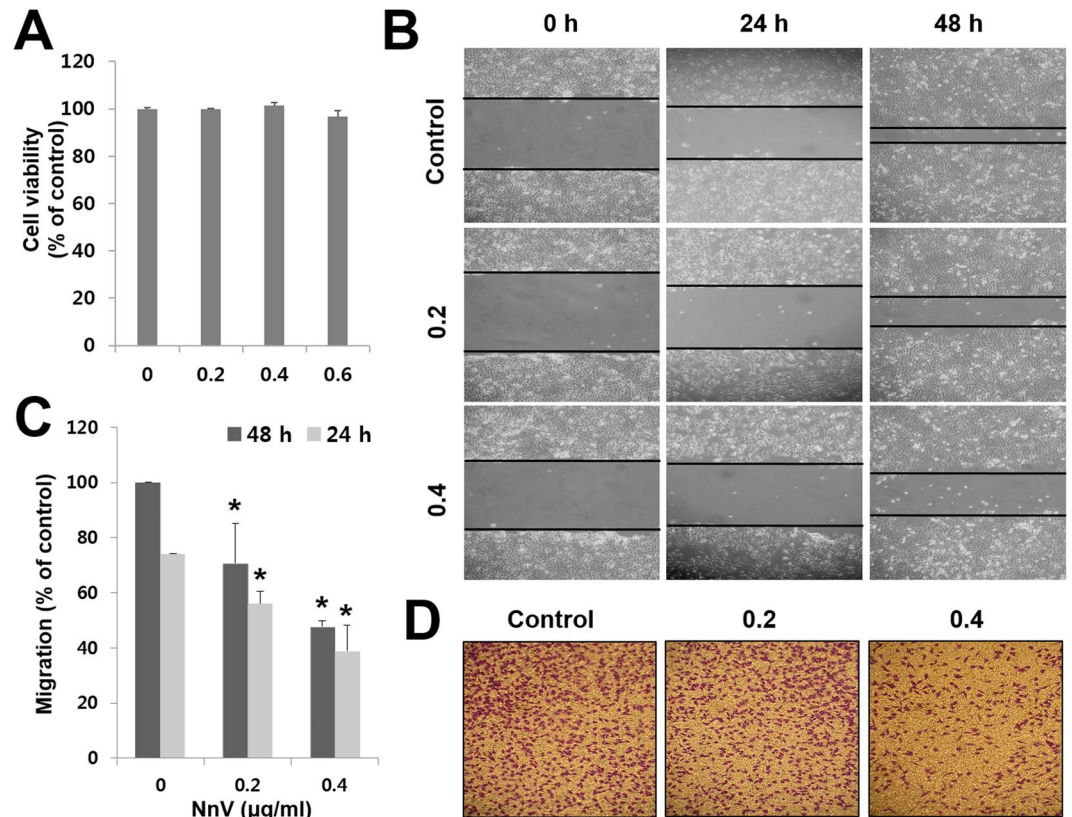 A
Cell viability
(% of control)
120
100
80
60
40
20
0
0 0.2 0.4 0.6
B
0 h 24 h 48 h
Control
0.2
0.4
C
Migration (% of control)
48 h 24 h
120
100
80
60
40
20
0
* * * *
0 0.2 0.4
NnV (µg/ml)
D
Control 0.2 0.4